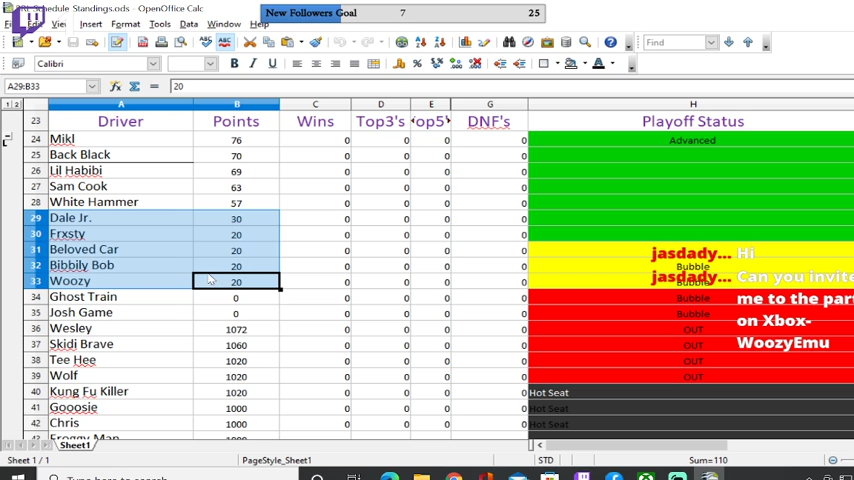 New Followers Goal 7 25
SRL Schedule Standings.ods - OpenOffice Calc
Edit Insert Format Tools Data Window
Find
Calibri
A29:B33 20
A B C D E G H
23 Driver Points Wins Top3's op5' DNF's Playoff Status
24 Mikl 76 0 0 0 0 Advanced
25 Back Black 70 0 0 0 0
26 Lil Habibi 69 0 0 0 0
27 Sam Cook 63 0 0 0 0
28 White Hammer 57 0 0 0 0
29 Dale Jr. 30 0 0 0 0
30 Frxsty 20 0 0 0 0
31 Beloved Car 20 0 0 0 0
32 Bibbily Bob 20 0 0 0 0 Bubble
33 Woozy 20 0 0 0 0 Bubble
34 Ghost Train 0 0 0 0 0 Bubble
35 Josh Game 0 0 0 0 0 Bubble
36 Wesley 1072 0 0 0 0 OUT
37 Skidi Brave 1060 0 0 0 0 OUT
38 Tee Hee 1020 0 0 0 0 OUT
39 Wolf 1020 0 0 0 0 OUT
40 Kung Fu Killer 1020 0 0 0 0 Hot Seat
41 Gooosie 1000 0 0 0 0 Hot Seat
42 Chris 1000 0 0 0 0 Hot Seat
Froggy Man
jasdady... Hi
jasdady... Can you invite
me to the part
on Xbox-
WoozyEmu
Sheet1
Sheet 1 / 1 PageStyle_Sheet1 STD Sum=110
Type here to search